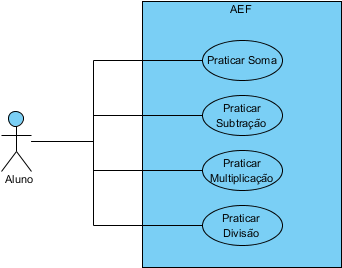 AEF
Praticar Soma
Praticar
Subtração
Aluno
Praticar
Multiplicação
Praticar
Divisão